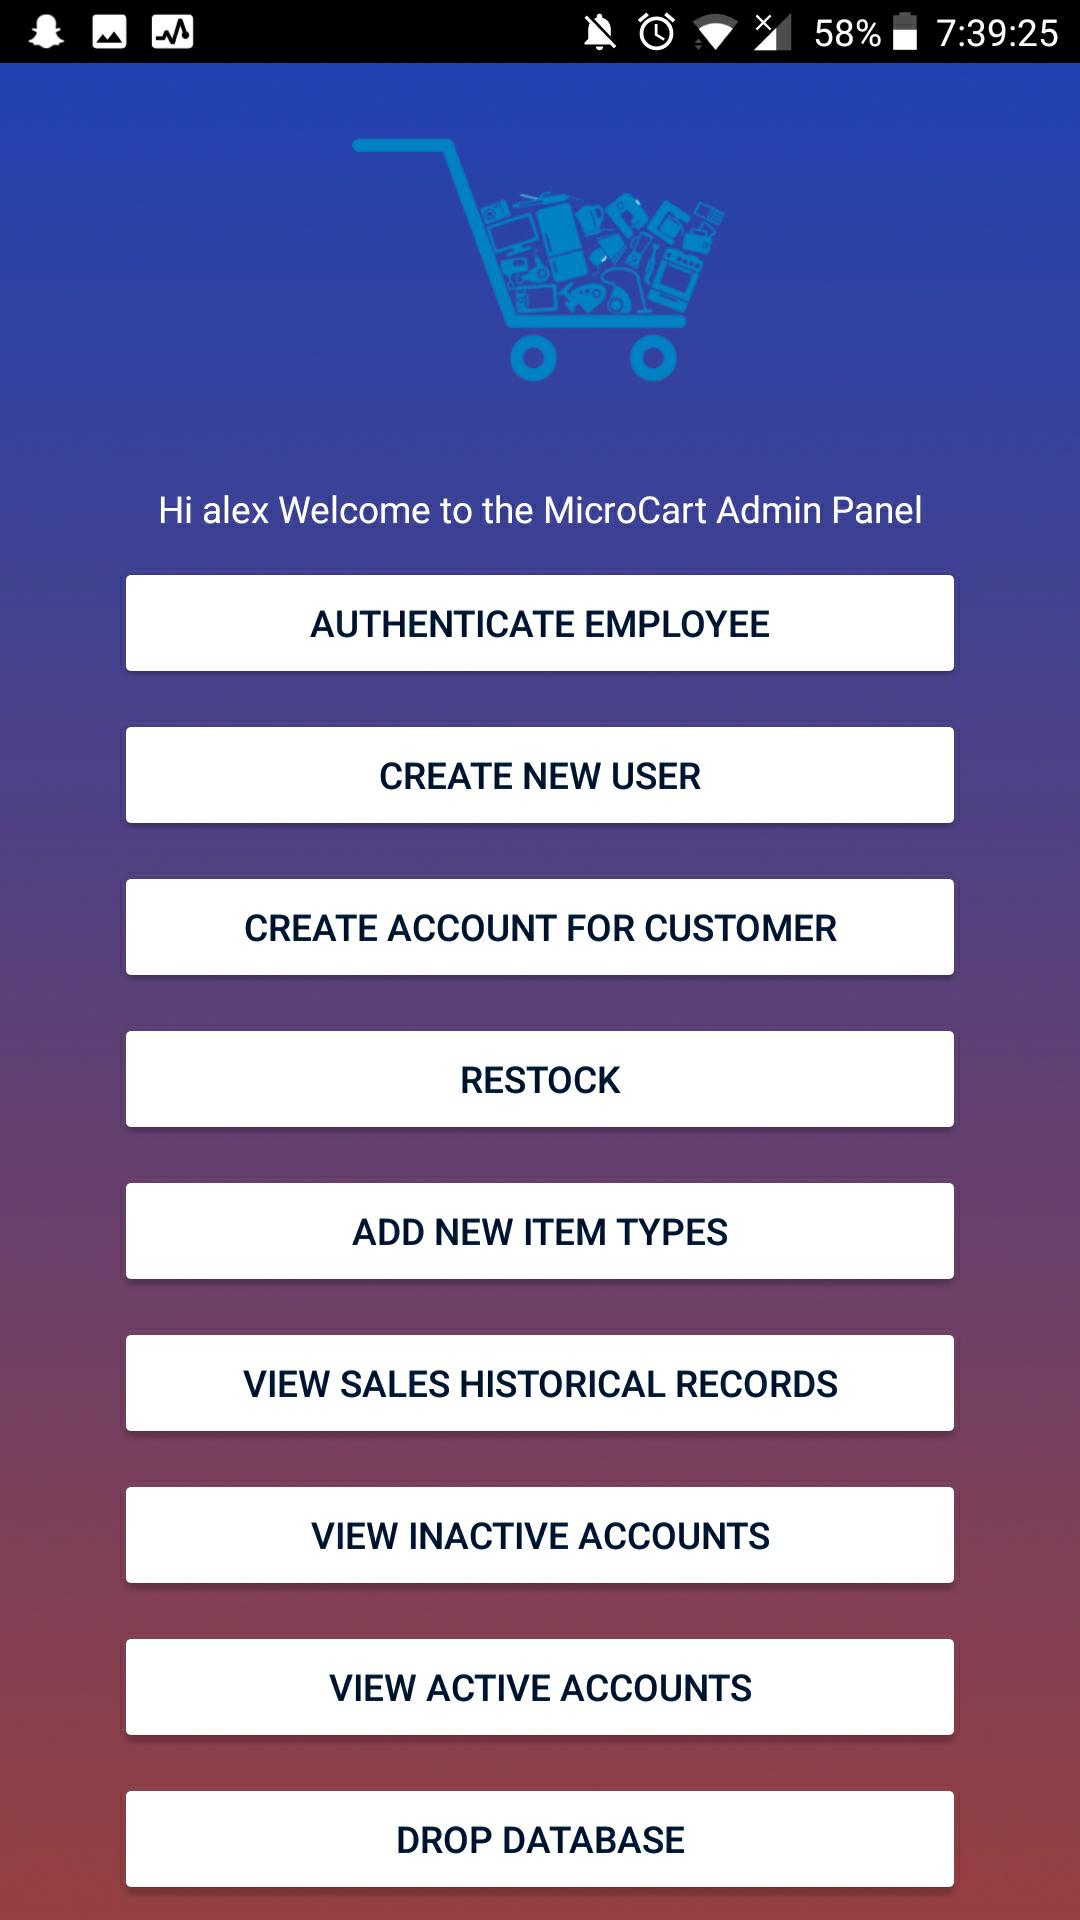 58% 7:39:25
Hi alex Welcome to the MicroCart Admin Panel
AUTHENTICATE EMPLOYEE
CREATE NEW USER
CREATE ACCOUNT FOR CUSTOMER
RESTOCK
ADD NEW ITEM TYPES
VIEW SALES HISTORICAL RECORDS
VIEW INACTIVE ACCOUNTS
VIEW ACTIVE ACCOUNTS
DROP DATABASE